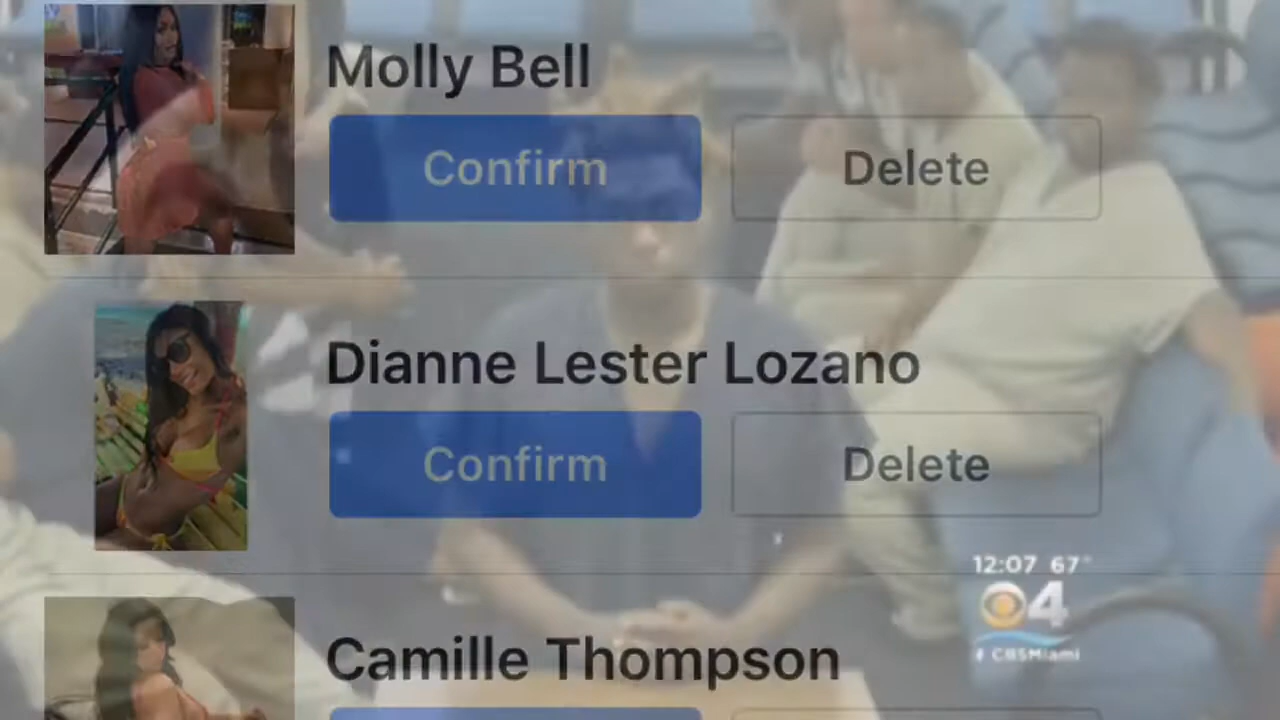 Molly Bell
Confirm Delete
Dianne Lester Lozano
Confirm Delete
12:07 67°
4
Camille Thompson
f CBSMiami